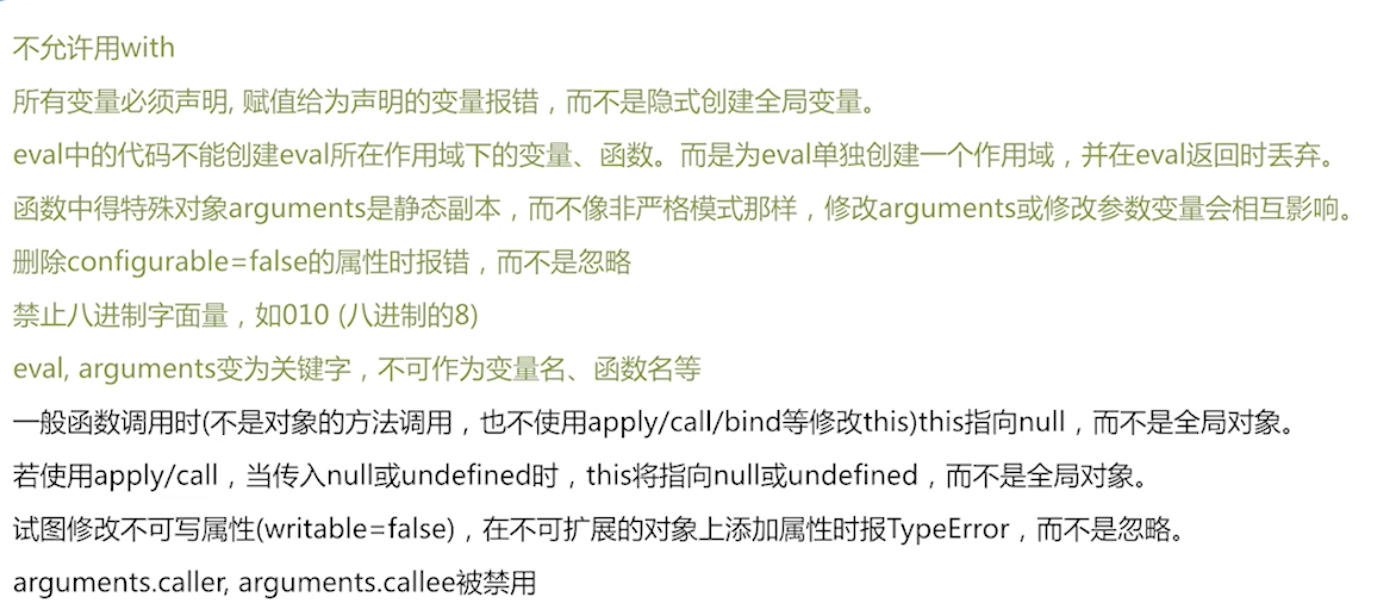 不允许用with
所有变量必须声明, 赋值给为声明的变量报错，而不是隐式创建全局变量。
eval中的代码不能创建eval所在作用域下的变量、函数。而是为eval单独创建一个作用域，并在eval返回时丢弃。
函数中得特殊对象arguments是静态副本，而不像非严格模式那样，修改arguments或修改参数变量会相互影响。
删除configurable=false的属性时报错，而不是忽略
禁止八进制字面量，如010 (八进制的8)
eval, arguments变为关键字，不可作为变量名、函数名等
一般函数调用时(不是对象的方法调用，也不使用apply/call/bind等修改this)this指向null，而不是全局对象。
若使用apply/call，当传入null或undefined时，this将指向null或undefined，而不是全局对象。
试图修改不可写属性(writable=false)，在不可扩展的对象上添加属性时报TypeError，而不是忽略。
arguments.caller, arguments.callee被禁用